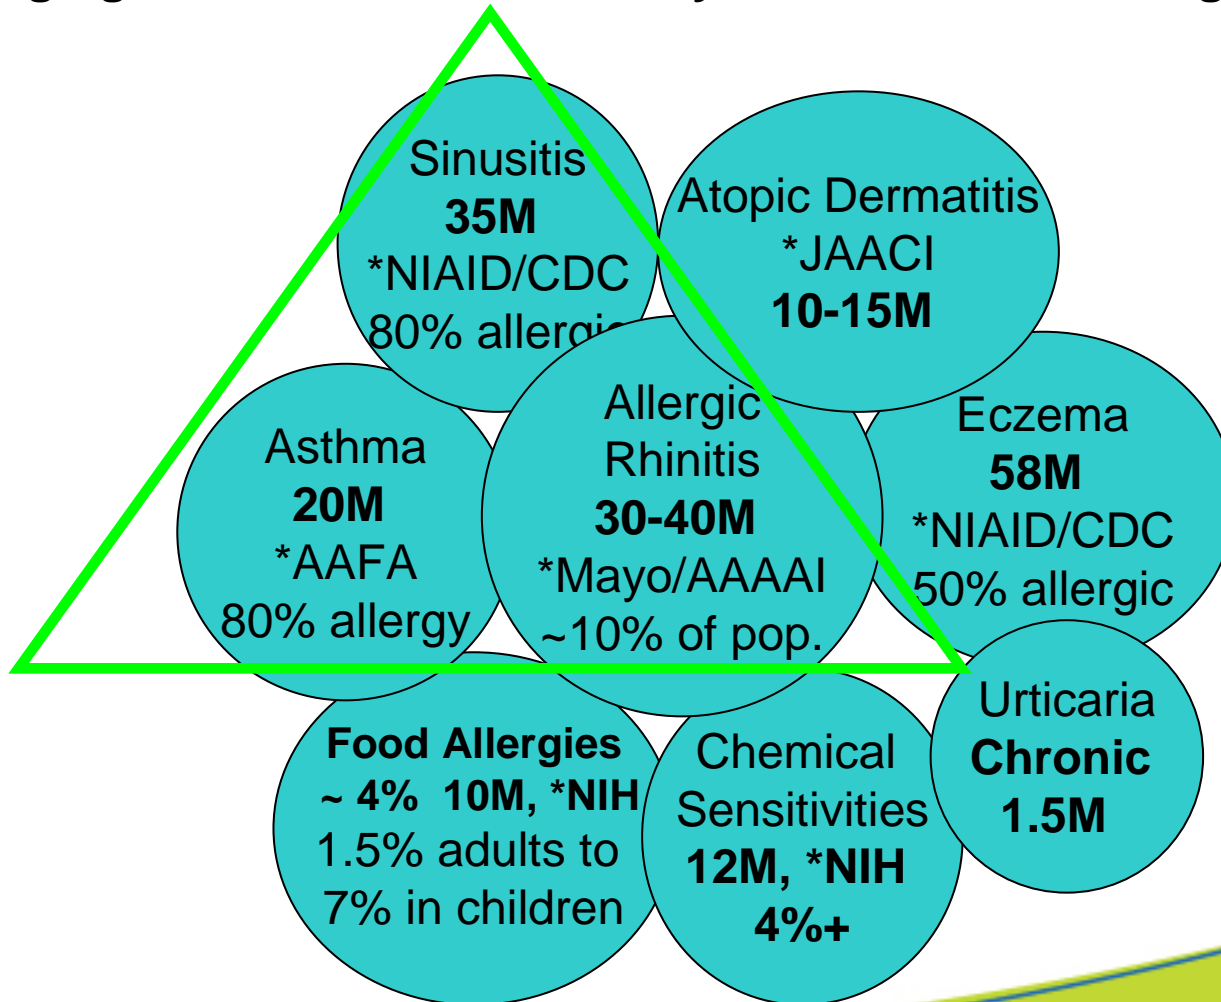 Sinusitis
35M
*NIAID/CDC
80% allergic
Atopic Dermatitis
*JAACI
10-15M
Asthma
20M
*AAFA
80% allergy
Allergic
Rhinitis
30-40M
*Mayo/AAAAI
~10% of pop.
Eczema
58M
*NIAID/CDC
50% allergic
Food Allergies
~ 4% 10M, *NIH
1.5% adults to
7% in children
Chemical
Sensitivities
12M, *NIH
4%+
Urticaria
Chronic
1.5M